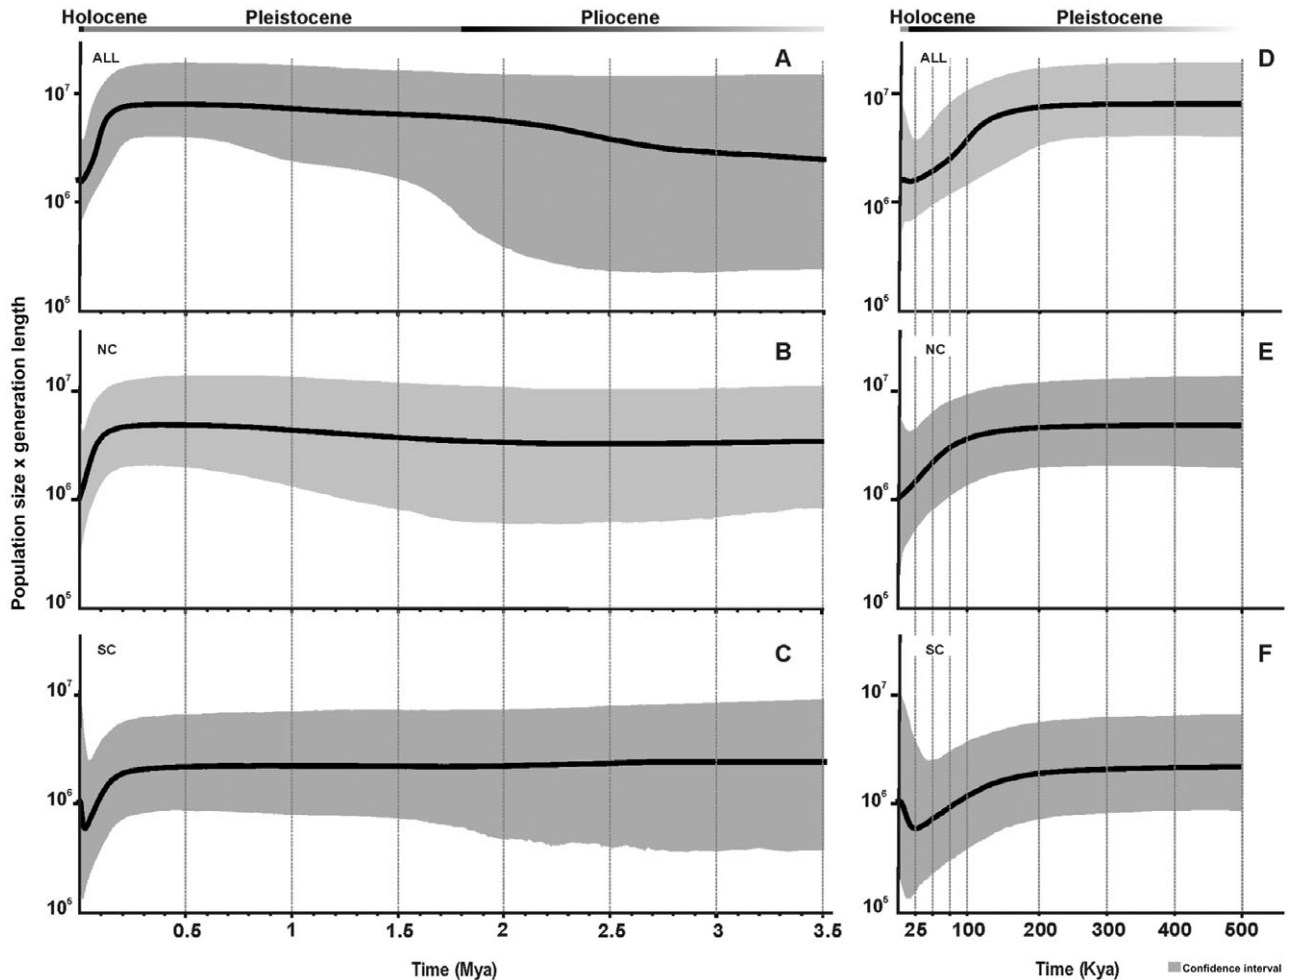 Holocene Pleistocene Pliocene
Holocene Pleistocene
ALL A
10⁷
10⁶
10⁵
ALL D
10⁷
10⁶
10⁵
NC B
10⁷
10⁶
10⁵
NC E
10⁷
10⁶
10⁵
SC C
10⁷
10⁶
10⁵
SC F
10⁷
10⁶
10⁵
Population size x generation length
0.5 1 1.5 2 2.5 3 3.5
Time (Mya)
25 100 200 300 400 500
Time (Kya)
Confidence interval